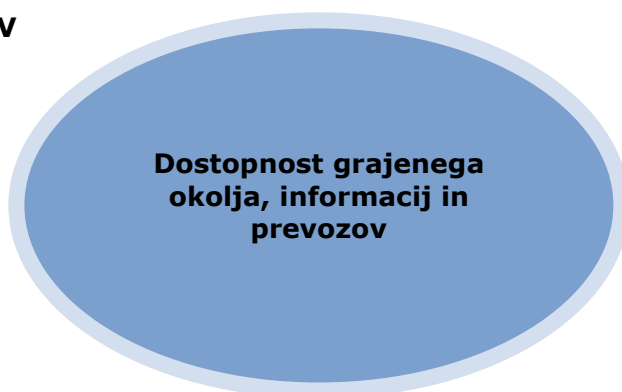 v
Dostopnost grajenega
okolja, informacij in
prevozov